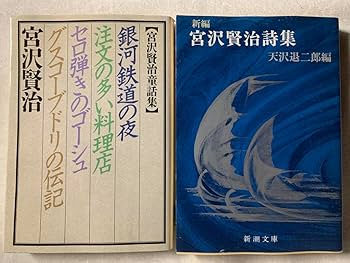 【宮沢賢治童話集】
銀河鉄道の夜
注文の多い料理店
セロ弾きのゴーシュ
グスコーブドリの伝記
宮沢賢治
新編
宮沢賢治詩集
天沢退二郎編
新潮文庫